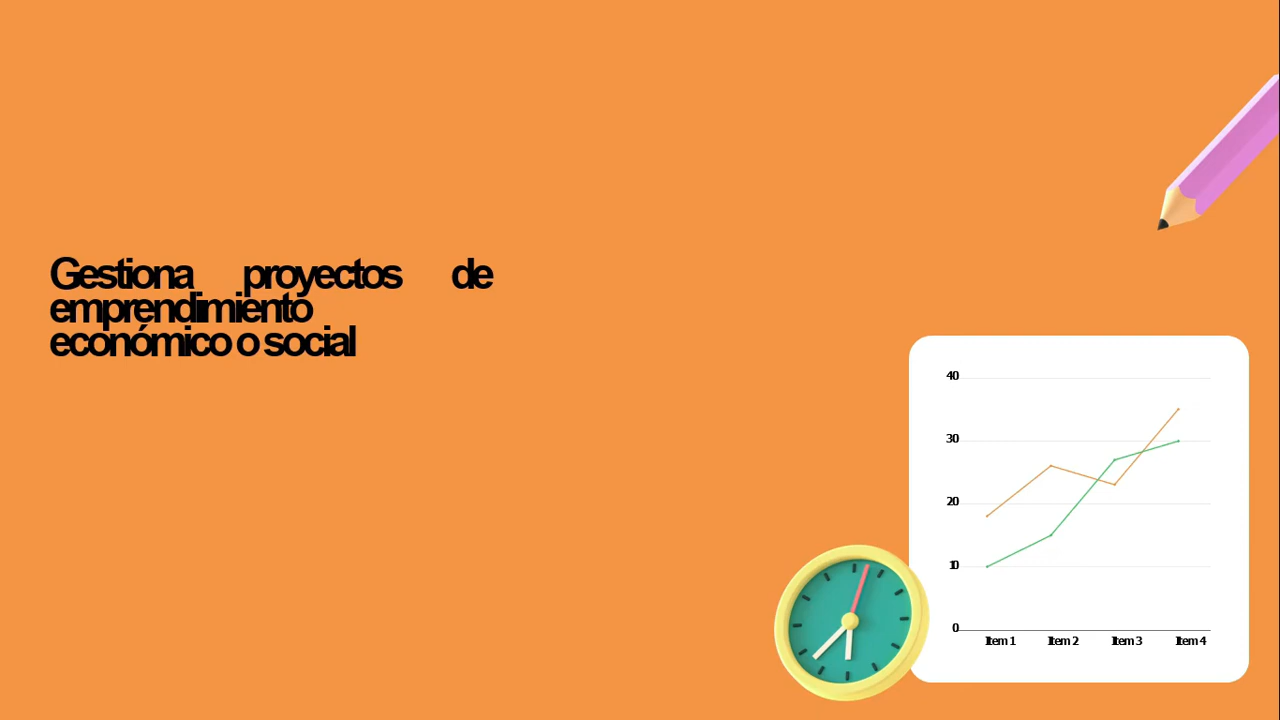 Gestiona proyectos de
emprendimiento
económico o social
40
30
20
10
0
Item 1 Item 2 Item 3 Item 4